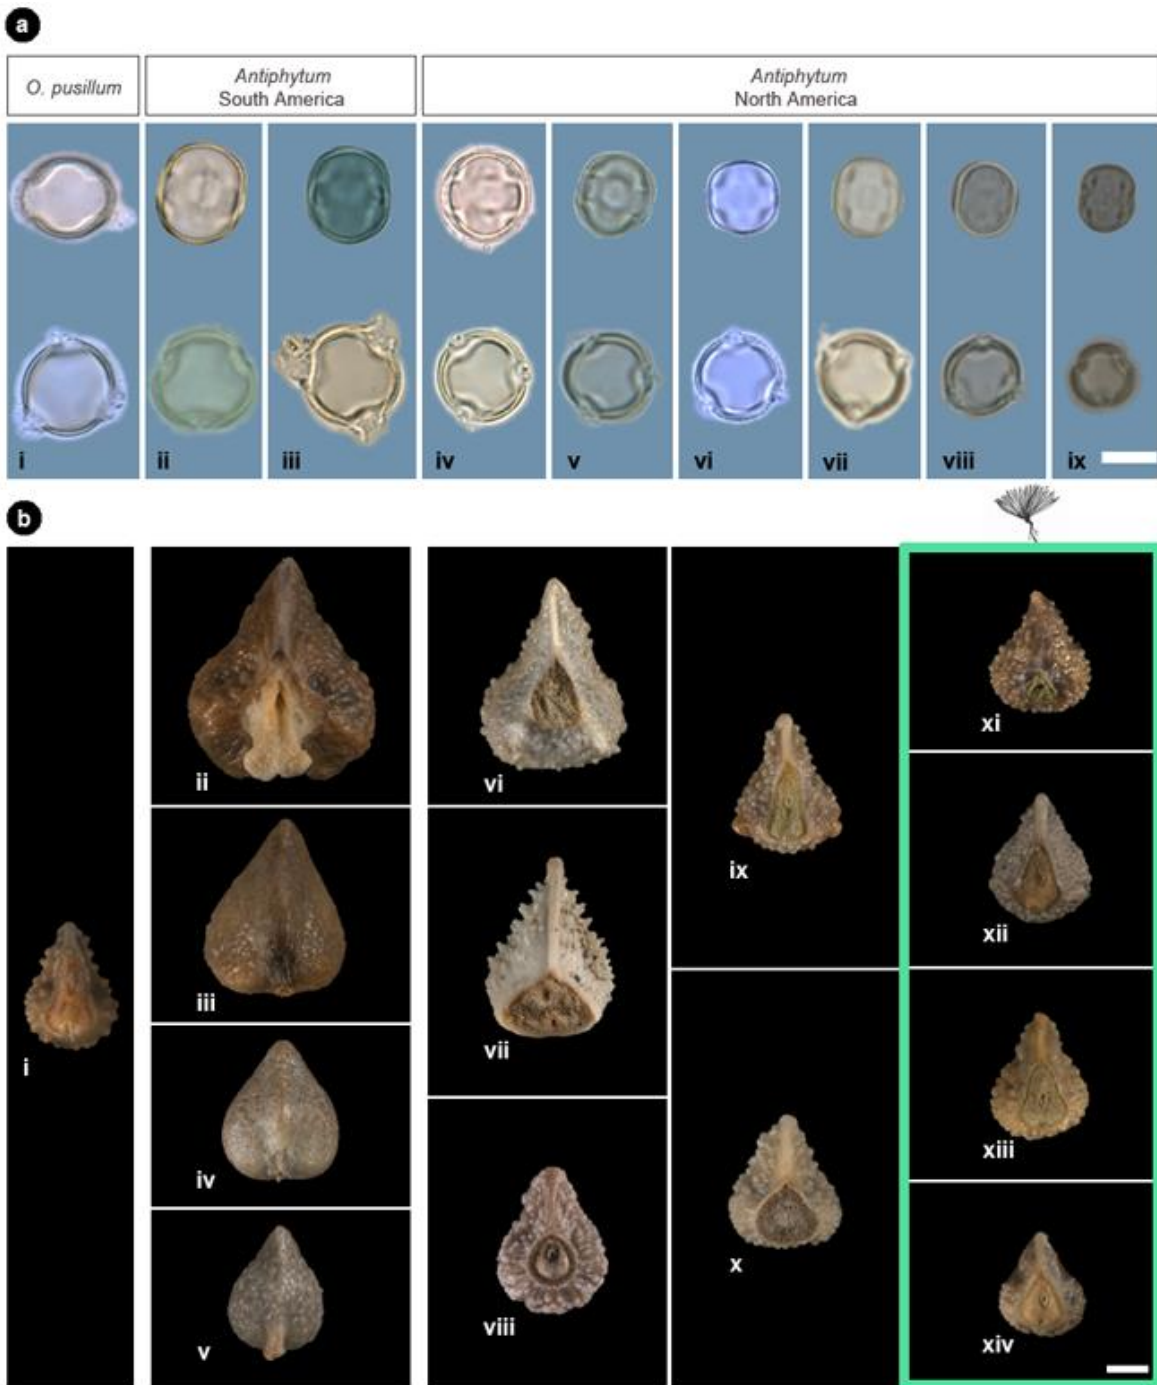 a
O. pusillum
Antiphytum
South America
Antiphytum
North America
i
ii
iii
iv
v
vi
vii
viii
ix
b
i
ii
iii
iv
v
vi
vii
viii
ix
x
xi
xii
xiii
xiv